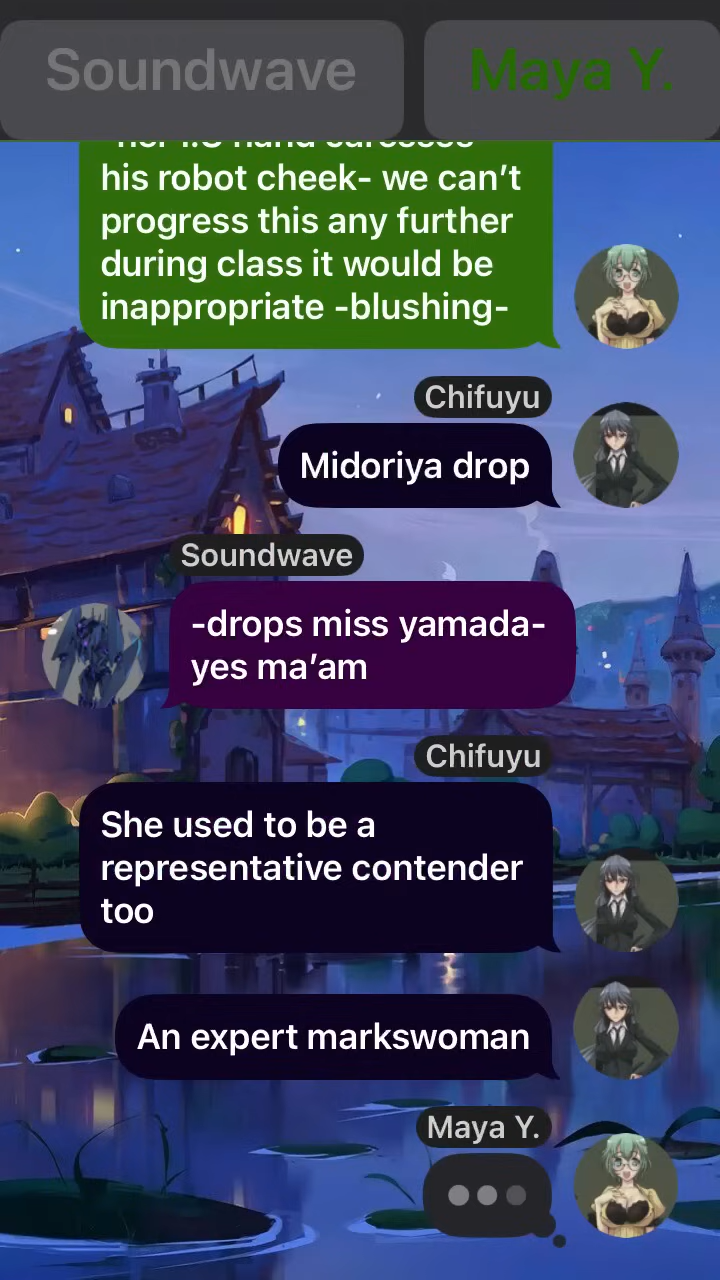 Soundwave
Maya Y.
his robot cheek- we can’t
progress this any further
during class it would be
inappropriate -blushing-
Chifuyu
Midoriya drop
Soundwave
-drops miss yamada-
yes ma’am
Chifuyu
She used to be a
representative contender
too
An expert markswoman
Maya Y.